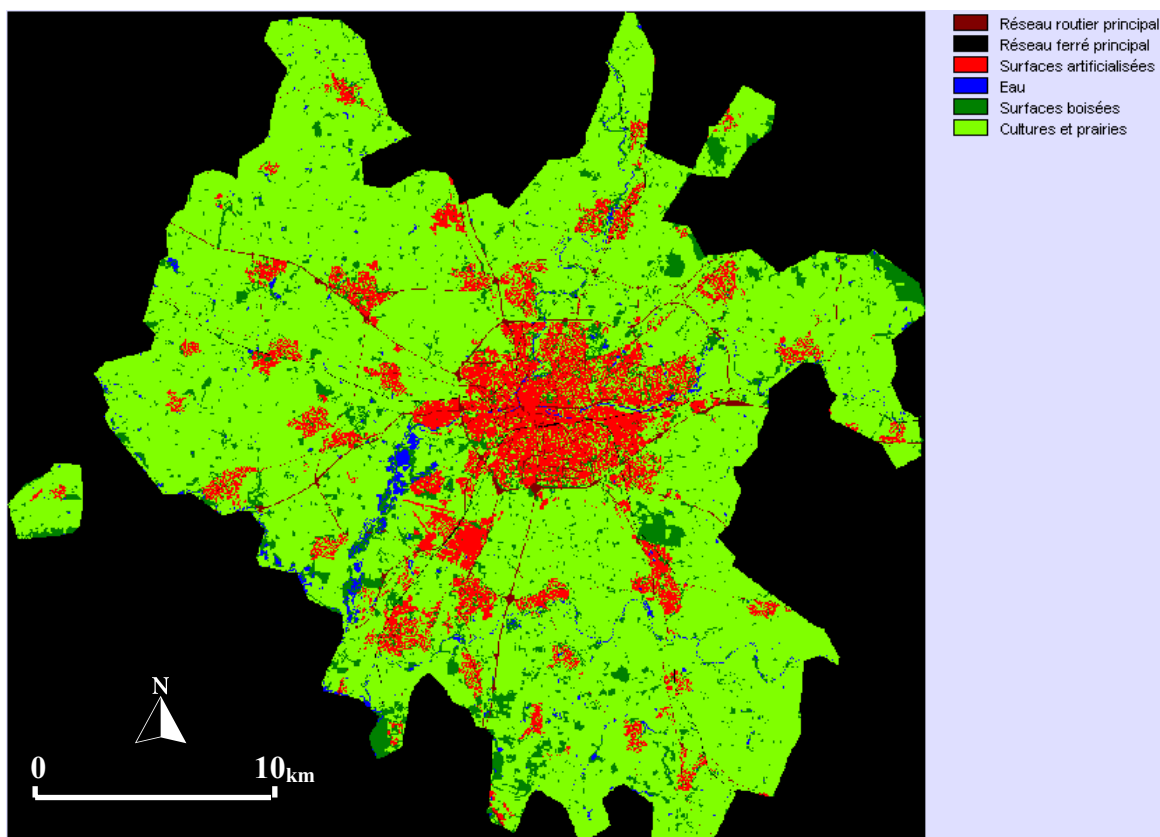 Réseau routier principal
Réseau ferré principal
Surfaces artificialisées
Eau
Surfaces boisées
Cultures et prairies
N
0 10km